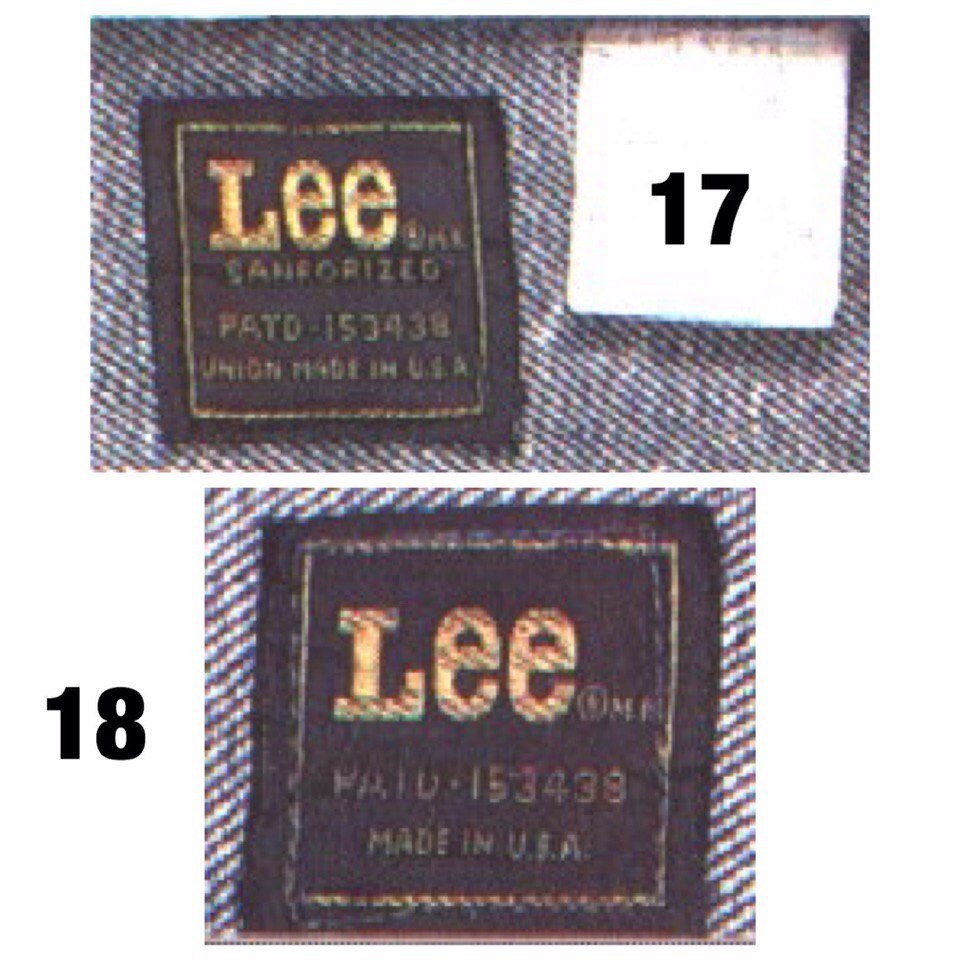 Lee ® M.R.
SANFORIZED
PATD-153438
UNION MADE IN U.S.A.
17
Lee ® M.R.
PATD-153438
MADE IN U.S.A.
18